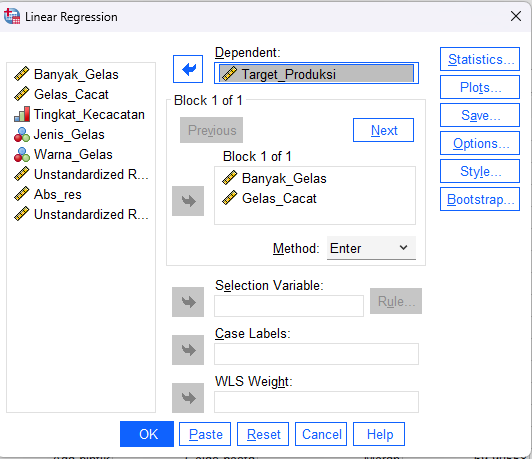 Linear Regression
Banyak_Gelas
Gelas_Cacat
Tingkat_Kecacatan
Jenis_Gelas
Warna_Gelas
Unstandardized R...
Abs_res
Unstandardized R...
Dependent:
Target_Produksi
Block 1 of 1
Previous
Next
Block 1 of 1
Banyak_Gelas
Gelas_Cacat
Method: Enter
Selection Variable:
Rule...
Case Labels:
WLS Weight:
Statistics...
Plots...
Save...
Options...
Style...
Bootstrap...
OK Paste Reset Cancel Help